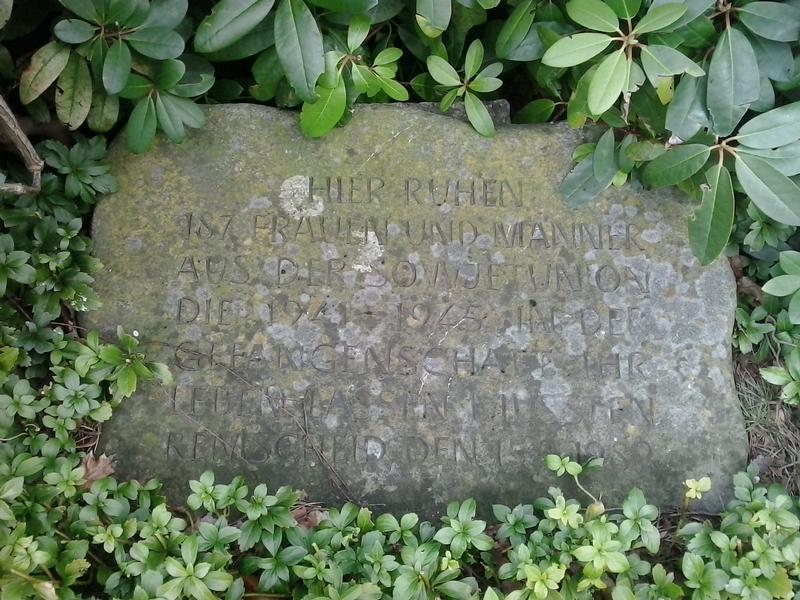 HIER RUHEN
187 FRAUEN UND MÄNNER
AUS DER SOWJETUNION
DIE 1941-1945 IN DER
GEFANGENSCHAFT IHR
LEBEN LASSEN MUSSTEN
REMSCHEID DEN 1989